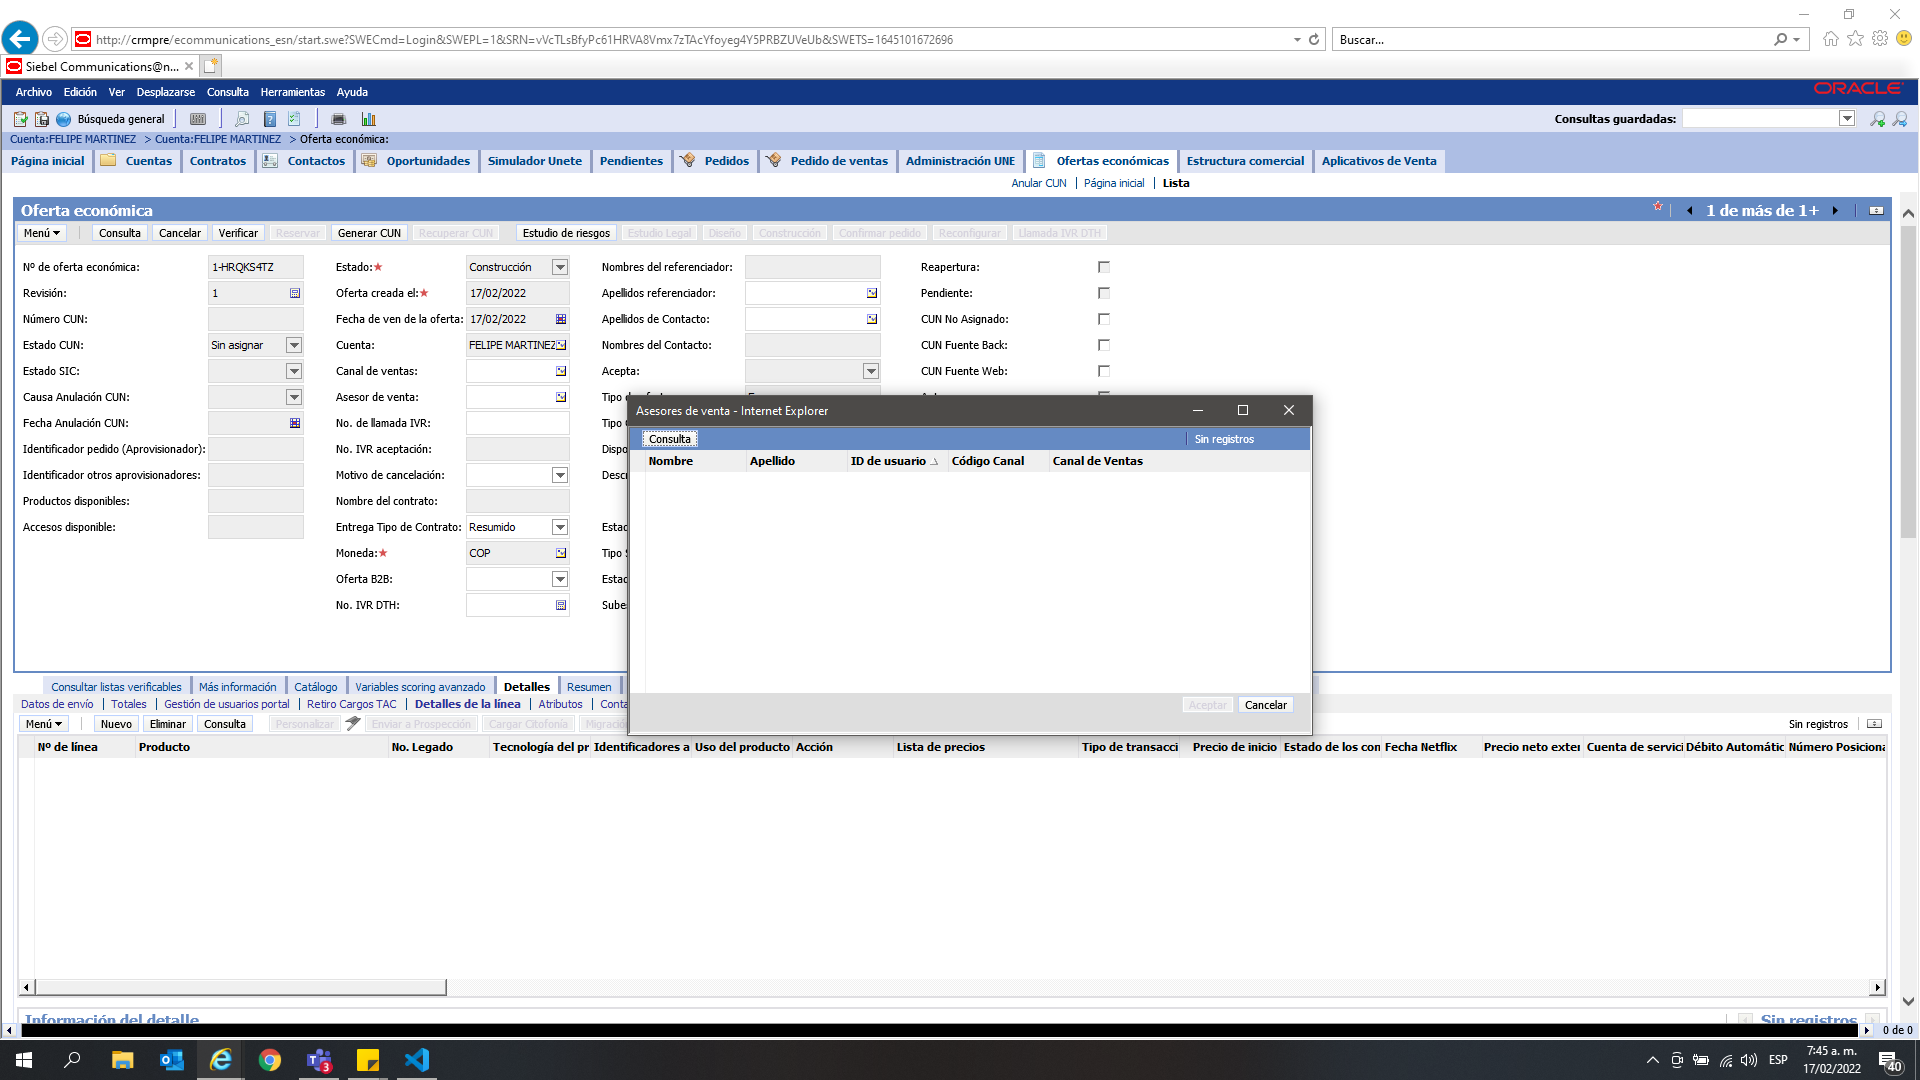 http://crmpre/ecommunications_esn/start.swe?SWECmd=Login&SWEPL=1&SRN=vVcTLsBfyPc61HRVA8Vmx7zTAcYfoyeg4Y5PRBZUVeUb&SWETS=1645101672696
Buscar...
Siebel Communications@n...
Archivo Edición Ver Desplazarse Consulta Herramientas Ayuda
ORACLE
Búsqueda general
Consultas guardadas:
Cuenta:FELIPE MARTINEZ > Cuenta:FELIPE MARTINEZ > Oferta económica:
Página inicial Cuentas Contratos Contactos Oportunidades Simulador Unete Pendientes Pedidos Pedido de ventas Administración UNE Ofertas económicas Estructura comercial Aplicativos de Venta
Anular CUN Página inicial Lista
Oferta económica
1 de más de 1+
Menú Consulta Cancelar Verificar Reservar Generar CUN Recuperar CUN Estudio de riesgos Estudio Legal Diseño Construcción Confirmar pedido Reconfigurar Llamada IVR DTH
Nº de oferta económica: 1-HRQKS4TZ Estado: Construcción Nombres del referenciador: Reapertura:
Revisión: 1 Oferta creada el: 17/02/2022 Apellidos referenciador: Pendiente:
Número CUN: Fecha de ven de la oferta: 17/02/2022 Apellidos de Contacto: CUN No Asignado:
Estado CUN: Sin asignar Cuenta: FELIPE MARTINEZ Nombres del Contacto: CUN Fuente Back:
Estado SIC: Canal de ventas: Acepta: CUN Fuente Web:
Causa Anulación CUN: Asesor de venta: Tipo
Fecha Anulación CUN: No. de llamada IVR: Tipo
Identificador pedido (Aprovisionador): No. IVR aceptación: Dispo
Identificador otros aprovisionadores: Motivo de cancelación: Descr
Productos disponibles: Nombre del contrato:
Accesos disponible: Entrega Tipo de Contrato: Resumido Estad
Moneda: COP Tipo
Oferta B2B: Estad
No. IVR DTH: Sube
Asesores de venta - Internet Explorer
Consulta
Sin registros
Nombre Apellido ID de usuario Código Canal Canal de Ventas
Aceptar Cancelar
Consultar listas verificables Más información Catálogo Variables scoring avanzado Detalles Resumen
Datos de envío Totales Gestión de usuarios portal Retiro Cargos TAC Detalles de la línea Atributos Conta
Menú Nuevo Eliminar Consulta Personalizar Enviar a Prospección Cargar Citofonía Migración
Sin registros
Nº de línea Producto No. Legado Tecnología del pr Identificadores a Uso del producto Acción Lista de precios Tipo de transacci Precio de inicio Estado de los con Fecha Netflix Precio neto exter Cuenta de servici Débito Automátic Número Posiciona
Información del detalle
Sin registros
0 de 0
3
ESP
7:45 a. m.
17/02/2022
40